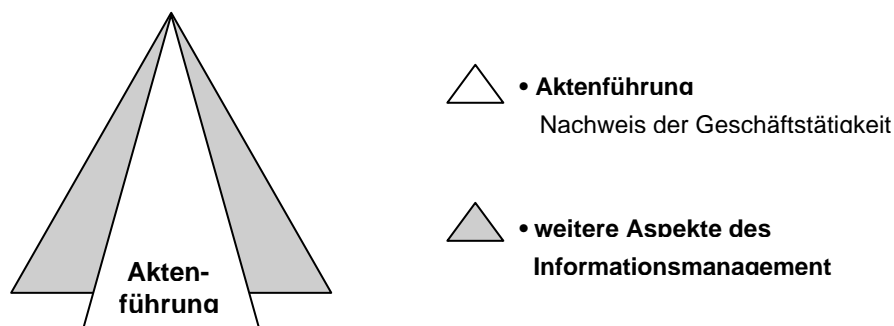 • Aktenführung
Nachweis der Geschäftstätigkeit
• weitere Aspekte des
Informationsmanagement
Akten-
führung